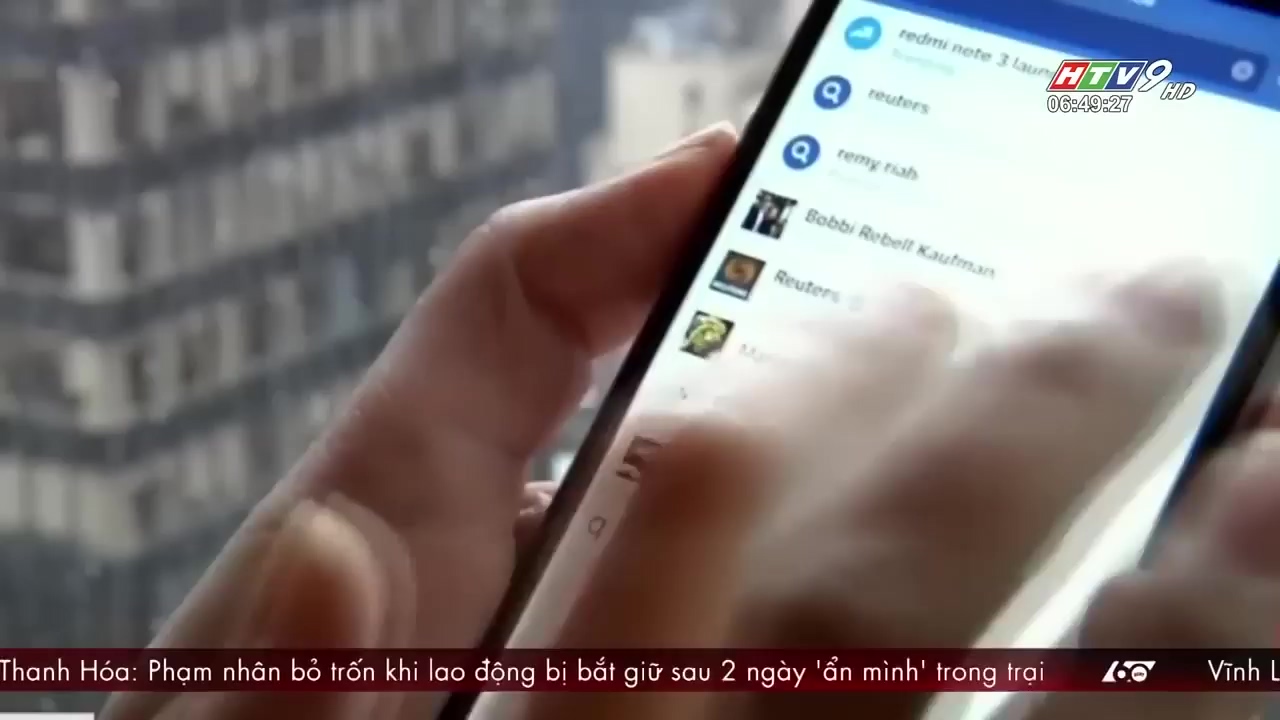 redmi note 3 laun
HTV9 HD
06:49:27
reuters
remy riah
Bobbi Rebell Kaufman
Reuters
Thanh Hóa: Phạm nhân bỏ trốn khi lao động bị bắt giữ sau 2 ngày 'ẩn mình' trong trại
60
Vĩnh L